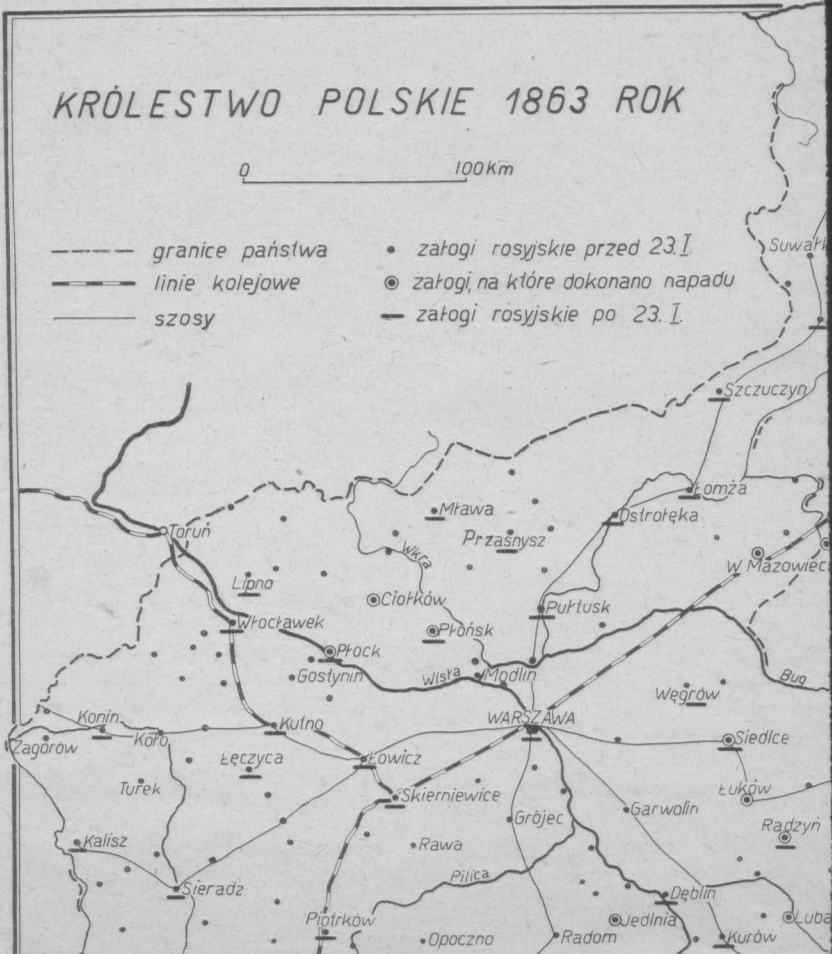 KRÓLESTWO POLSKIE 1863 ROK
0 100 Km
granice państwa
linie kolejowe
szosy
załogi rosyjskie przed 23.I
załogi, na które dokonano napadu
załogi rosyjskie po 23.I.
Suwałk
Szczuczyn
Łomża
Ostrołęka
Mława
Przasnysz
Toruń
Wkra
W Mazowiec
Lipno
Ciołków
Pułtusk
Włocławek
Płońsk
Płock
Gostynin
Wisła
Modlin
Bug
Węgrów
Konin
Koło
Kutno
WARSZAWA
Siedlce
Zagórów
Łęczyca
Łowicz
Turek
Skierniewice
Łuków
Grójec
Garwolin
Radzyń
Kalisz
Rawa
Pilica
Sieradz
Dęblin
Piotrków
Jedlnia
Luba
Opoczno
Radom
Kurów